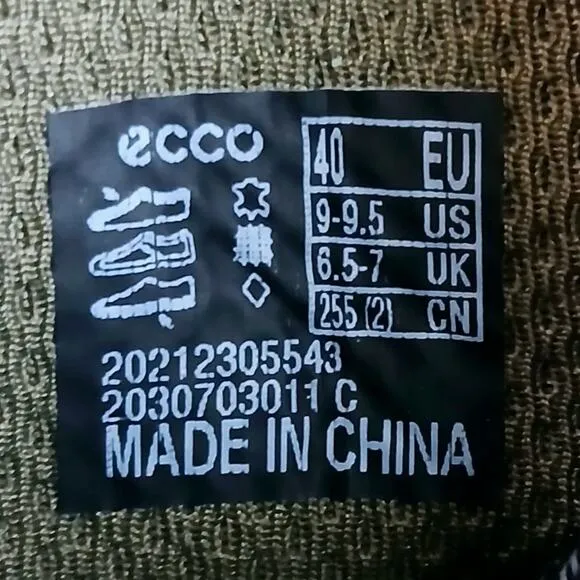 ecco
40 EU
9-9.5 US
6.5-7 UK
255 (2) CN
20212305543
2030703011 C
MADE IN CHINA